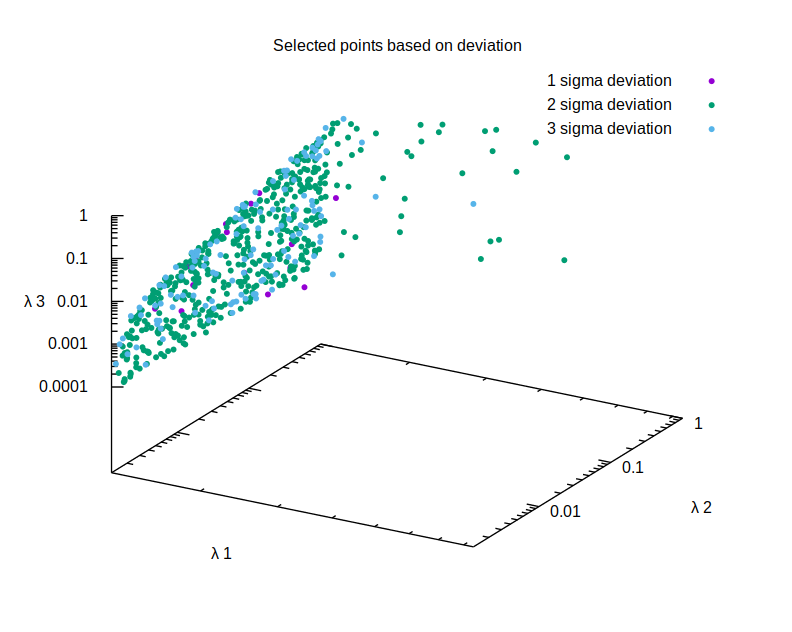 Selected points based on deviation
1 sigma deviation
2 sigma deviation
3 sigma deviation
1
0.1
λ 3 0.01
0.001
0.0001
1
0.1
0.01
λ 2
λ 1